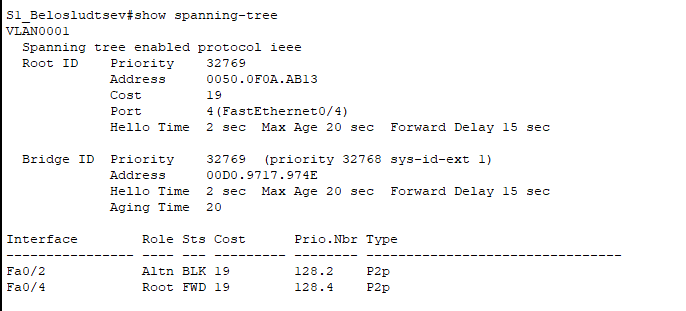 S1_Belosludtsev#show spanning-tree
VLAN0001
  Spanning tree enabled protocol ieee
  Root ID    Priority    32769
             Address     0050.0F0A.AB13
             Cost        19
             Port        4(FastEthernet0/4)
             Hello Time  2 sec  Max Age 20 sec  Forward Delay 15 sec

  Bridge ID  Priority    32769  (priority 32768 sys-id-ext 1)
             Address     00D0.9717.974E
             Hello Time  2 sec  Max Age 20 sec  Forward Delay 15 sec
             Aging Time  20

Interface        Role Sts Cost      Prio.Nbr Type
---------------- ---- --- --------- -------- --------------------------------
Fa0/2            Altn BLK 19        128.2    P2p
Fa0/4            Root FWD 19        128.4    P2p